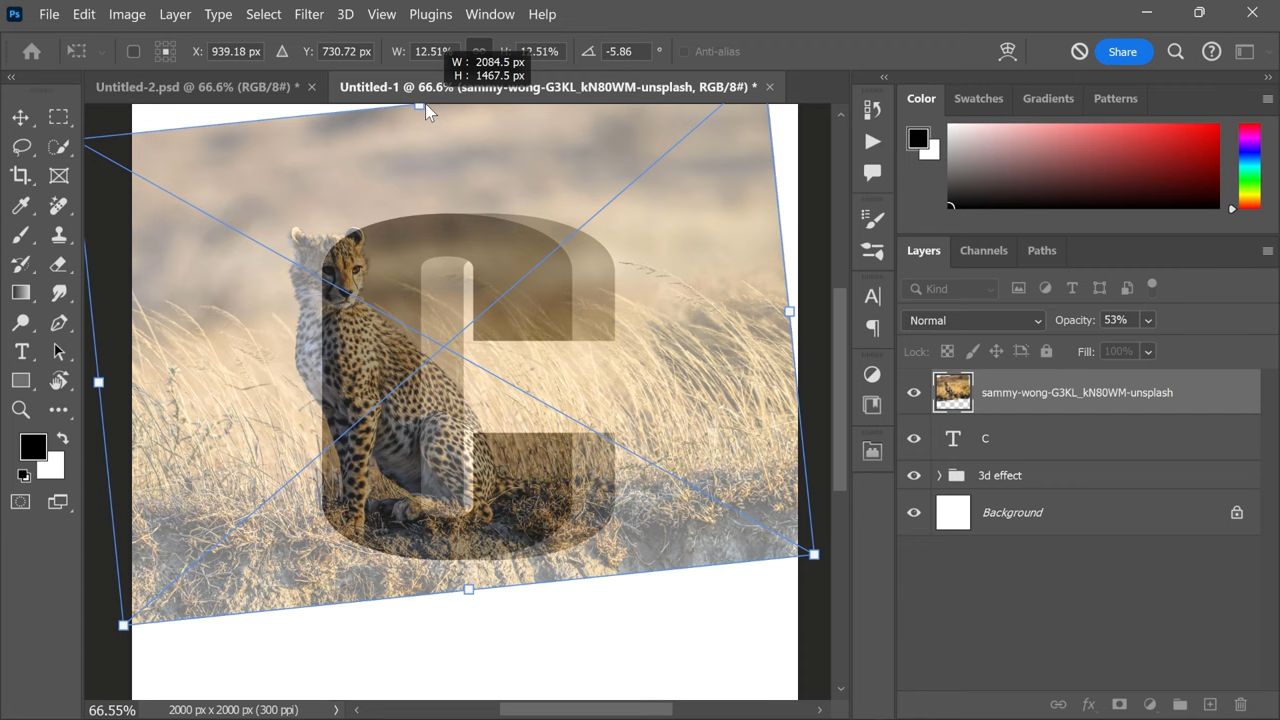 Ps File Edit Image Layer Type Select Filter 3D View Plugins Window Help
X: 939.18 px Y: 730.72 px W: 12.51% H: 12.51% -5.86 ° Anti-alias Share
W: 2084.5 px
H: 1467.5 px
Untitled-2.psd @ 66.6% (RGB/8#) * Untitled-1 @ 66.6% (sammy-wong-G3KL_kN80WM-unsplash, RGB/8#) *
Color Swatches Gradients Patterns
C
Layers Channels Paths
Kind
Normal Opacity: 53%
Lock: Fill: 100%
sammy-wong-G3KL_kN80WM-unsplash
C
3d effect
Background
66.55% 2000 px x 2000 px (300 ppi)